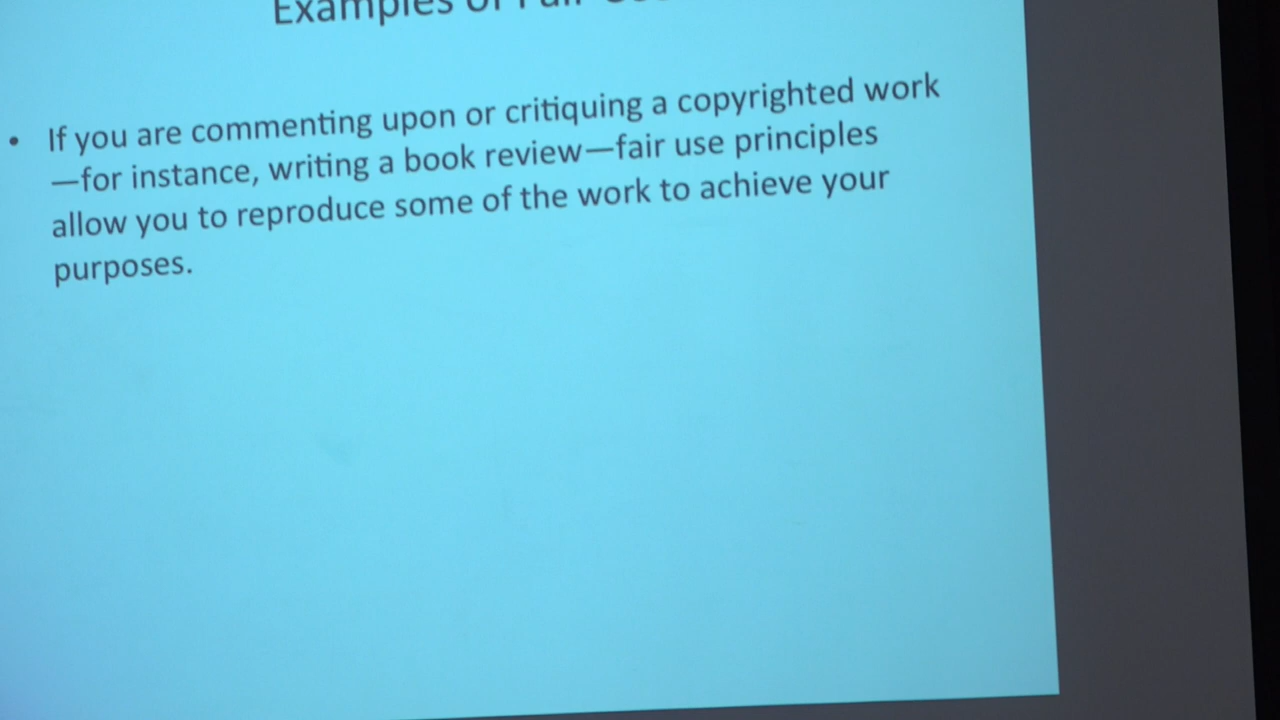 Examples of Fair Use
• If you are commenting upon or critiquing a copyrighted work
—for instance, writing a book review—fair use principles
allow you to reproduce some of the work to achieve your
purposes.